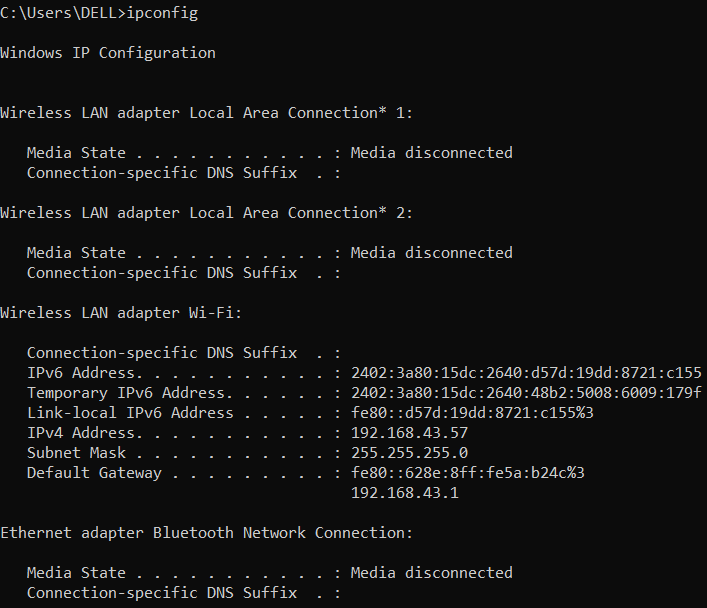 C:\Users\DELL>ipconfig
Windows IP Configuration
Wireless LAN adapter Local Area Connection* 1:
Media State . . . . . . . . . . . : Media disconnected
Connection-specific DNS Suffix  . :
Wireless LAN adapter Local Area Connection* 2:
Media State . . . . . . . . . . . : Media disconnected
Connection-specific DNS Suffix  . :
Wireless LAN adapter Wi-Fi:
Connection-specific DNS Suffix  . :
IPv6 Address. . . . . . . . . . . : 2402:3a80:15dc:2640:d57d:19dd:8721:c155
Temporary IPv6 Address. . . . . . : 2402:3a80:15dc:2640:48b2:5008:6009:179f
Link-local IPv6 Address . . . . . : fe80::d57d:19dd:8721:c155%3
IPv4 Address. . . . . . . . . . . : 192.168.43.57
Subnet Mask . . . . . . . . . . . : 255.255.255.0
Default Gateway . . . . . . . . . : fe80::628e:8ff:fe5a:b24c%3
192.168.43.1
Ethernet adapter Bluetooth Network Connection:
Media State . . . . . . . . . . . : Media disconnected
Connection-specific DNS Suffix  . :